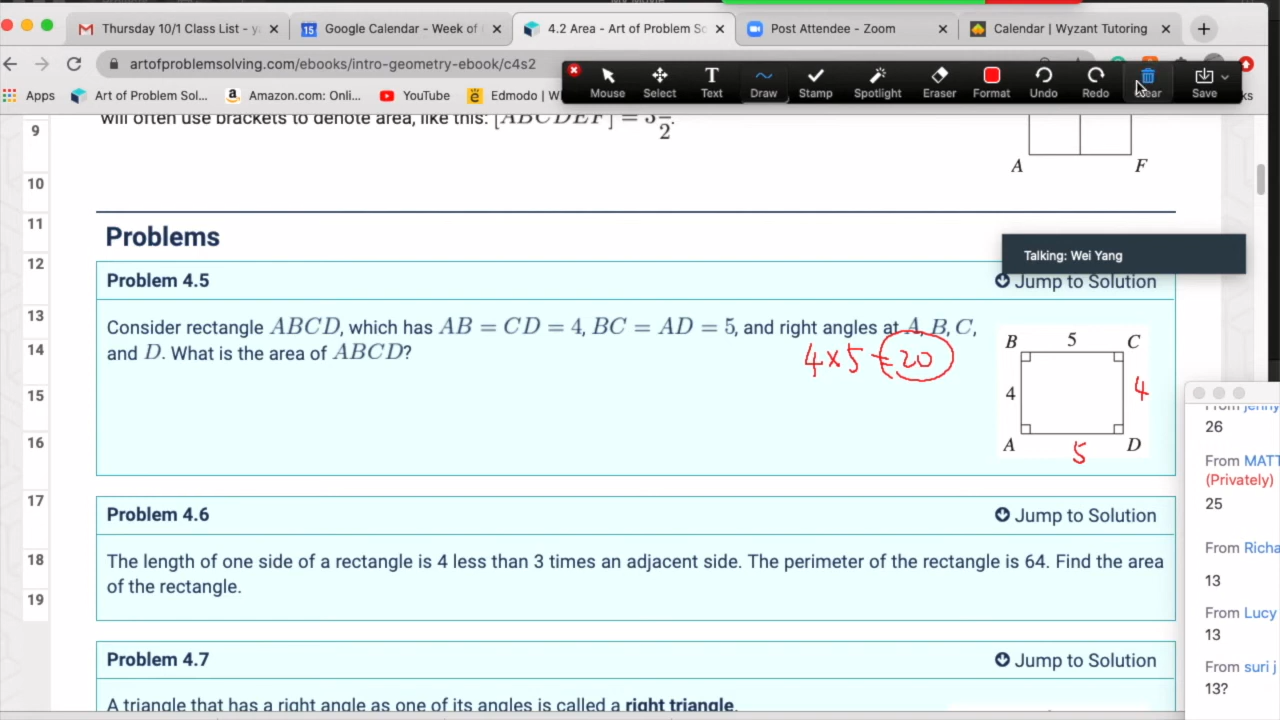 Thursday 10/1 Class List - y
Google Calendar - Week of
4.2 Area - Art of Problem So
Post Attendee - Zoom
Calendar | Wyzant Tutoring
artofproblemsolving.com/ebooks/intro-geometry-ebook/c4s2
Mouse Select Text Draw Stamp Spotlight Eraser Format Undo Redo Clear Save
Apps Art of Problem Sol... Amazon.com: Onli... YouTube Edmodo | Wi ks
9 will often use brackets to denote area, like this: [ABCDEF] = 3 1/2.
A F
10
11 Problems
12
Talking: Wei Yang
Problem 4.5 Jump to Solution
13 Consider rectangle ABCD, which has AB = CD = 4, BC = AD = 5, and right angles at A, B, C,
14 and D. What is the area of ABCD?
4×5=20
B 5 C
4 4
A 5 D
15
16
17 Problem 4.6 Jump to Solution
18 The length of one side of a rectangle is 4 less than 3 times an adjacent side. The perimeter of the rectangle is 64. Find the area
19 of the rectangle.
Problem 4.7 Jump to Solution
A triangle that has a right angle as one of its angles is called a right triangle.
From jenny
26
From MATT
(Privately)
25
From Richa
13
From Lucy
13
From suri j
13?